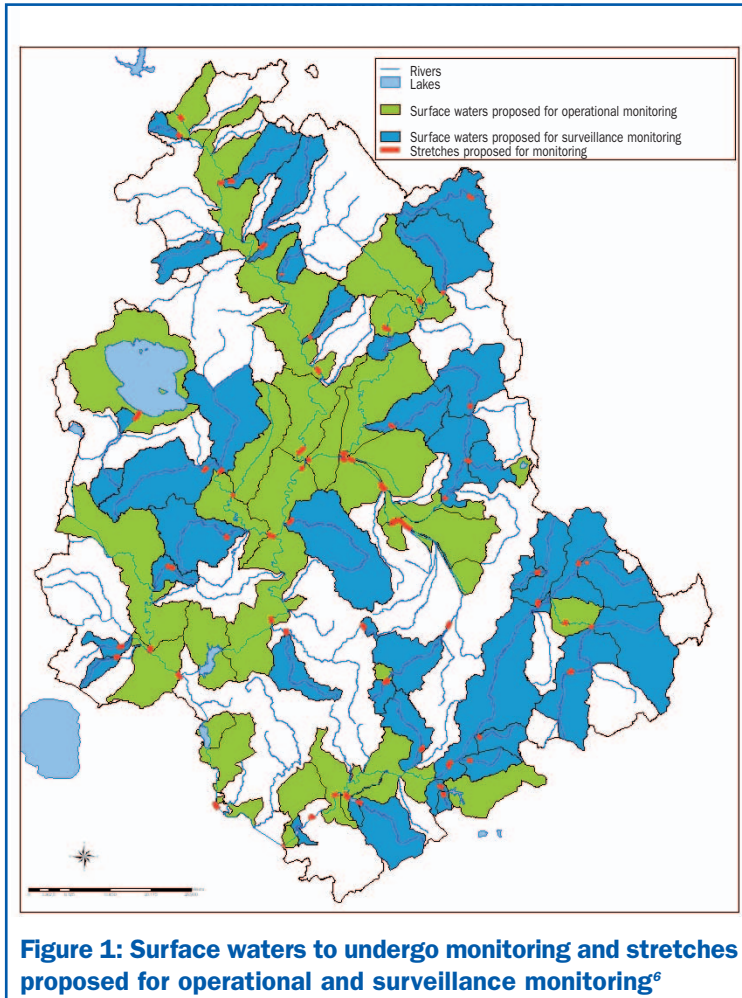 Rivers
Lakes
Surface waters proposed for operational monitoring
Surface waters proposed for surveillance monitoring
Stretches proposed for monitoring
Figure 1: Surface waters to undergo monitoring and stretches
proposed for operational and surveillance monitoring⁶